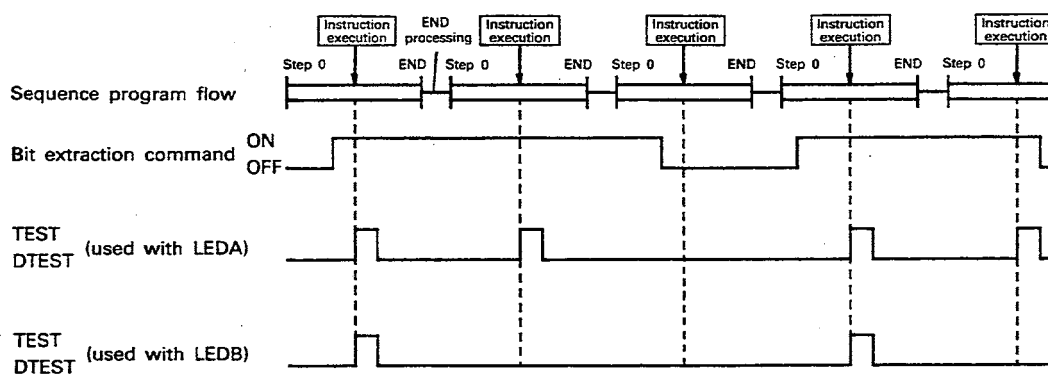 Instruction execution
END processing
Instruction execution
Instruction execution
Instruction execution
Instruction execution
Step 0 END Step 0 END Step 0 END Step 0 END Step 0
Sequence program flow
Bit extraction command ON
OFF
TEST
DTEST (used with LEDA)
TEST
DTEST (used with LEDB)